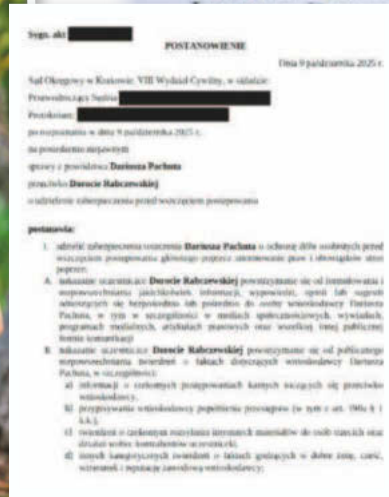 Sygn. akt
POSTANOWIENIE
Dnia 9 października 2025 r.
Sąd Okręgowy w Krakowie, VIII Wydział Cywilny, w składzie:
Przewodniczący Sędzia
Protokolant:
po rozpoznaniu w dniu 9 października 2025 r.
na posiedzeniu niejawnym
sprawy z powództwa Dariusza Pachuta
przeciwko Dorocie Rabczewskiej
o udzielenie zabezpieczenia przed wszczęciem postępowania
postanawia:
1. udzielić zabezpieczenia roszczenia Dariusza Pachuta o ochronę dóbr osobistych przed
wszczęciem postępowania głównego poprzez unormowanie praw i obowiązków stron
poprzez:
A. nakazanie uczestniczce Dorocie Rabczewskiej powstrzymanie się od formułowania i
rozpowszechniania jakichkolwiek informacji, wypowiedzi, opinii lub sugestii
odnoszących się bezpośrednio lub pośrednio do osoby wnioskodawcy Dariusza
Pachuta, w tym w szczególności w mediach społecznościowych, wywiadach,
programach medialnych, artykułach prasowych oraz wszelkiej innej publicznej
formie komunikacji
B. nakazanie uczestniczce Dorocie Rabczewskiej powstrzymanie się od publicznego
rozpowszechniania twierdzeń o faktach dotyczących wnioskodawcy Dariusza
Pachuta, w szczególności:
a) informacji o rzekomych postępowaniach karnych toczących się przeciwko
wnioskodawcy,
b) przypisywania wnioskodawcy popełnienia przestępstw (w tym z art. 190a § 1
k.k.),
c) twierdzeń o rzekomym rozsyłaniu intymnych materiałów do osób trzecich oraz
działań wobec kontrahentów uczestniczki,
d) innych kategorycznych twierdzeń o faktach godzących w dobre imię, cześć,
wizerunek i reputację zawodową wnioskodawcy;